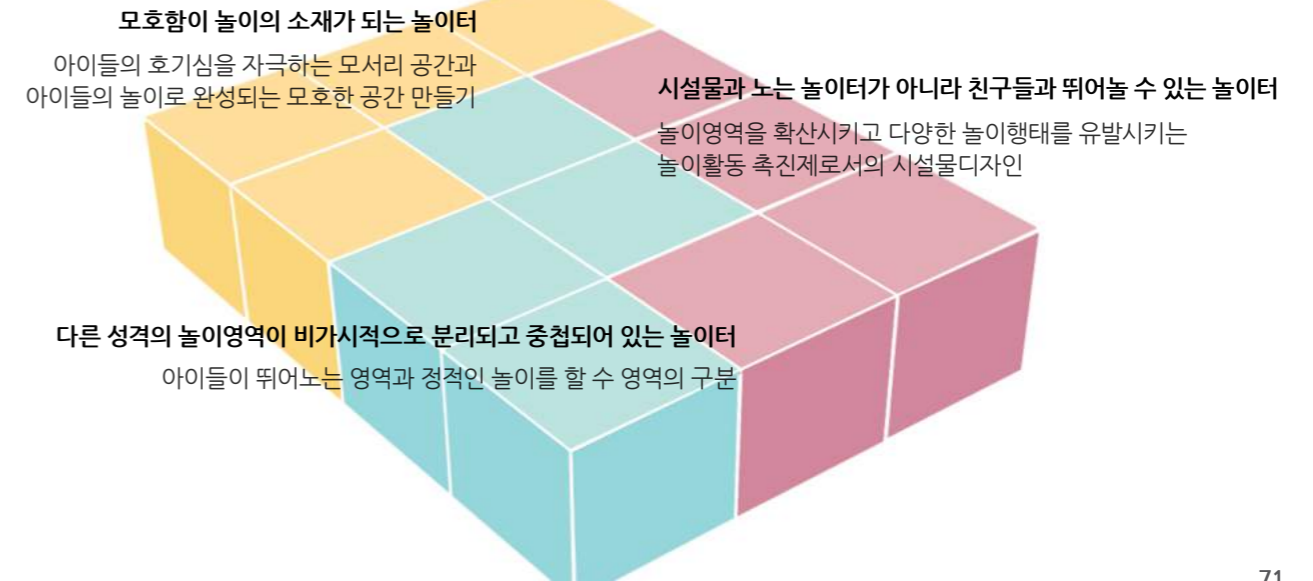 모호함이 놀이의 소재가 되는 놀이터
아이들의 호기심을 자극하는 모서리 공간과
아이들의 놀이로 완성되는 모호한 공간 만들기
시설물과 노는 놀이터가 아니라 친구들과 뛰어놀 수 있는 놀이터
놀이영역을 확산시키고 다양한 놀이행태를 유발시키는
놀이활동 촉진제로서의 시설물디자인
다른 성격의 놀이영역이 비가시적으로 분리되고 중첩되어 있는 놀이터
아이들이 뛰어노는 영역과 정적인 놀이를 할 수 영역의 구분
71